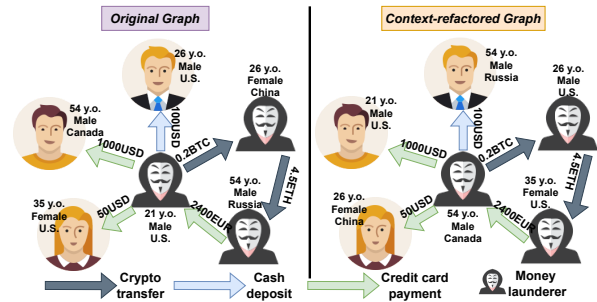 Original Graph
Context-refactored Graph
26 y.o.
Male
U.S.
26 y.o.
Female
China
54 y.o.
Male
Canada
1000USD
1000USD
0.2BTC
4.5ETH
35 y.o.
Female
U.S.
50USD
21 y.o.
Male
U.S.
2400EUR
54 y.o.
Male
Russia
54 y.o.
Male
Russia
26 y.o.
Male
U.S.
21 y.o.
Male
U.S.
1000USD
1000USD
0.2BTC
4.5ETH
26 y.o.
Female
China
50USD
54 y.o.
Male
Canada
2400EUR
35 y.o.
Female
U.S.
Crypto
transfer
Cash
deposit
Credit card
payment
Money
launderer